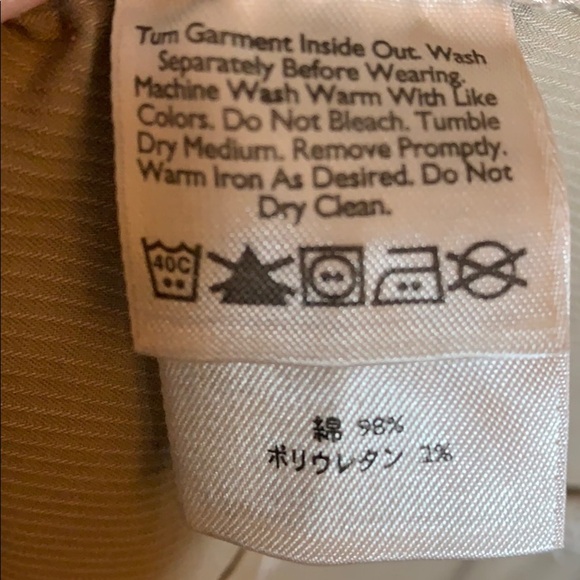 Turn Garment Inside Out. Wash
Separately Before Wearing.
Machine Wash Warm With Like
Colors. Do Not Bleach. Tumble
Dry Medium. Remove Promptly.
Warm Iron As Desired. Do Not
Dry Clean.
40C
綿 98%
ポリウレタン 2%